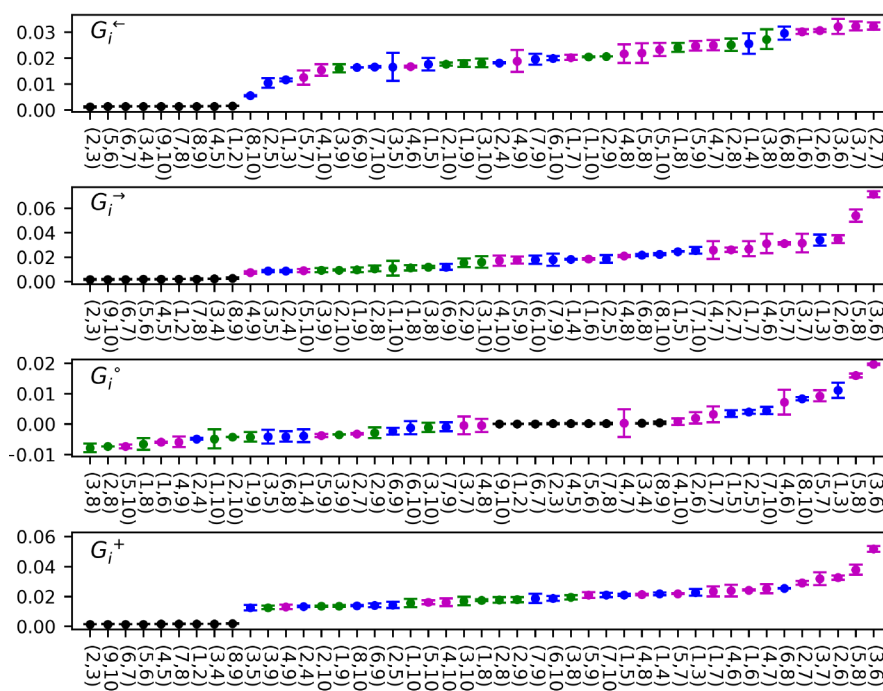 G_i^←
0.03
0.02
0.01
0.00
(2,3) (5,6) (6,7) (3,4) (9,10) (7,8) (8,9) (4,5) (1,2) (8,10) (2,5) (1,3) (5,7) (4,10) (3,9) (6,9) (7,10) (3,5) (4,6) (1,5) (2,10) (1,9) (3,10) (2,4) (4,9) (7,9) (6,10) (1,7) (1,10) (2,9) (4,8) (5,8) (5,10) (1,8) (5,9) (4,7) (2,8) (1,4) (3,8) (6,8) (1,6) (2,6) (3,6) (3,7) (2,7)
G_i^→
0.06
0.04
0.02
0.00
(2,3) (9,10) (6,7) (5,6) (4,5) (1,2) (7,8) (3,4) (8,9) (4,9) (3,5) (2,4) (5,10) (3,9) (2,10) (1,9) (2,8) (1,10) (1,8) (3,8) (6,9) (2,9) (3,10) (4,10) (5,9) (6,10) (7,9) (1,4) (1,6) (2,5) (4,8) (6,8) (8,10) (1,5) (7,10) (5,7) (2,7) (1,7) (4,6) (4,7) (3,7) (1,3) (2,6) (5,8) (3,6)
G_i^°
0.02
0.01
0.00
-0.01
(3,8) (2,8) (5,10) (1,8) (1,6) (4,9) (2,4) (1,10) (2,10) (1,9) (3,5) (6,8) (1,4) (5,9) (3,9) (2,7) (2,9) (6,9) (6,10) (3,10) (7,9) (3,7) (4,8) (9,10) (1,2) (6,7) (2,3) (4,5) (5,6) (7,8) (4,7) (3,4) (8,9) (4,10) (2,6) (1,7) (1,5) (2,5) (7,10) (4,6) (8,10) (5,7) (1,3) (5,8) (3,6)
G_i^+
0.06
0.04
0.02
0.00
(2,3) (9,10 (6,7) (5,6) (4,5) (7,8) (1,2) (3,4) (8,9) (3,5) (3,9) (4,9) (2,4) (2,10 (1,9) (8,10 (6,9) (2,5) (1,10 (5,10 (4,10 (3,10 (1,8) (2,8) (2,9) (7,9) (6,10 (3,8) (5,9) (7,10 (1,5) (4,8) (1,4) (5,7) (1,3) (1,7) (4,6) (1,6) (4,7) (6,8) (2,7) (3,7) (2,6) (5,8) (3,6)